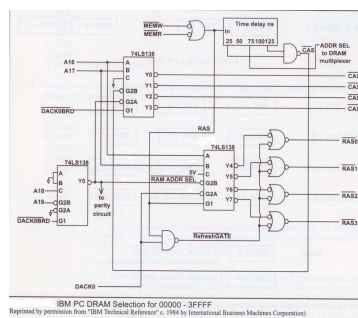 MEMW
MEMR
Time delay ns
In
25 50 75100125
ADDR SEL
to DRAM
multiplexer
CAS
A16
A17
74LS138
A
B
C
G2B
G2A
G1
Y0
Y1
Y2
Y3
CAS
CAS
CAS
CAS
DACK0BRD
RAS
74LS138
A
B
C
G2B
G2A
G1
Y0
A18
A19
DACK0BRD
to
parity
circuit
RAM ADDR SEL
5V
74LS138
A
B
C
G2B
G2A
G1
Y4
Y5
Y6
Y7
RAS0
RAS1
RAS2
RAS3
RefreshGATE
DACK0
IBM PC DRAM Selection for 00000 - 3FFFF
Reprinted by permission from "IBM Technical Reference" c. 1984 by International Business Machines Corporation)